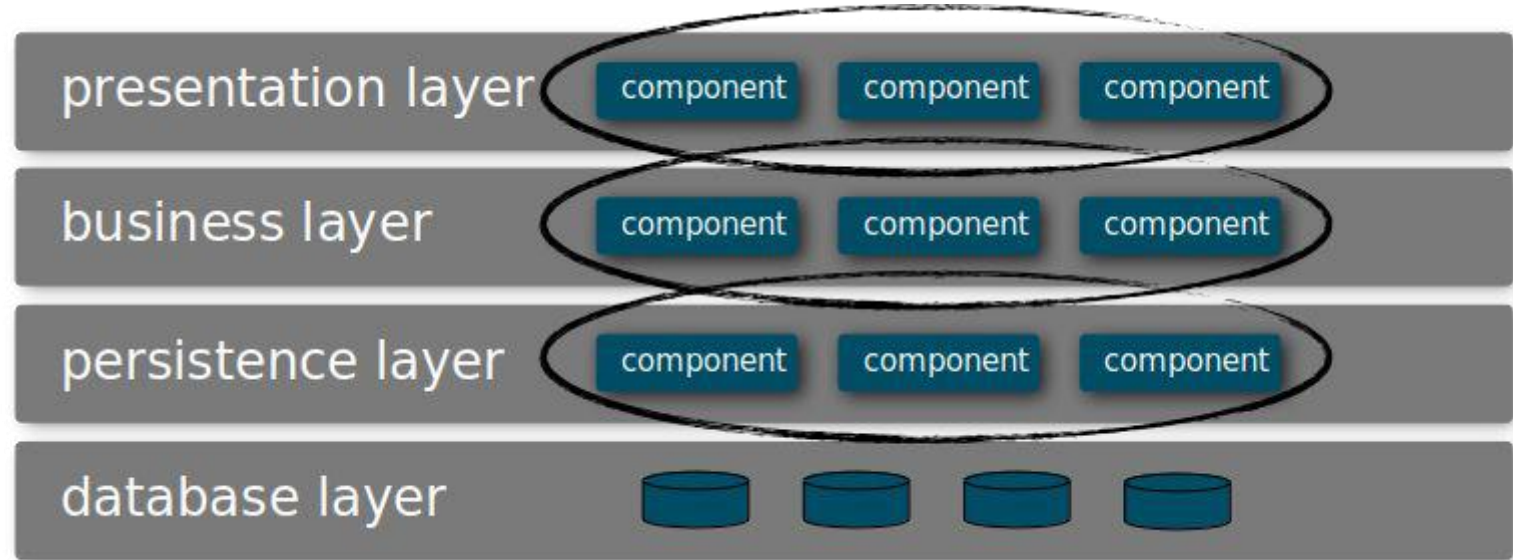 presentation layer component component component
business layer component component component
persistence layer component component component
database layer